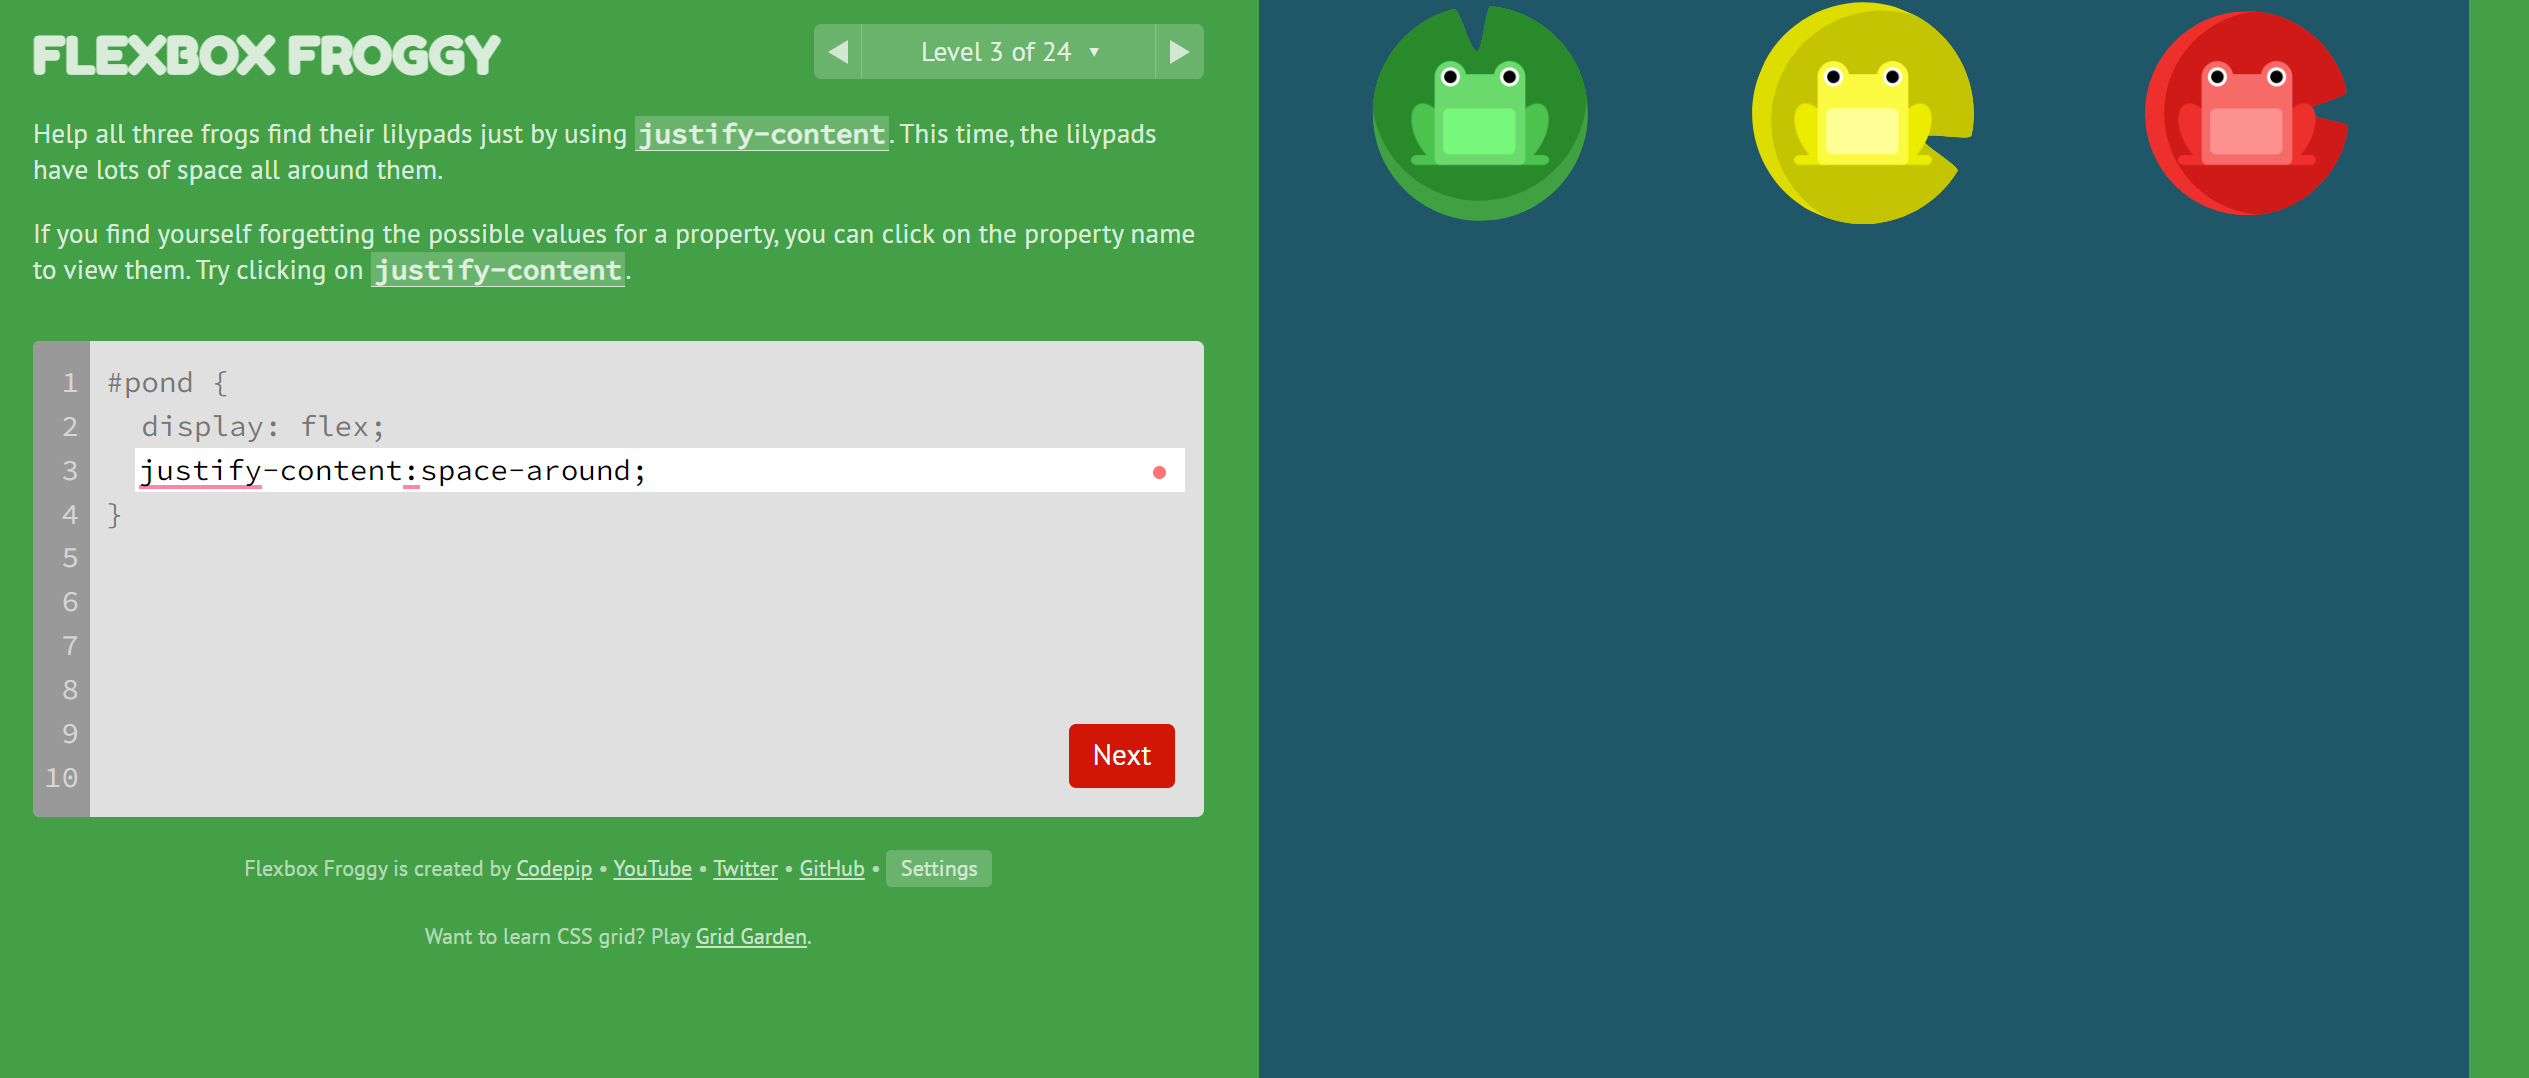 FLEXBOX FROGGY
Level 3 of 24 ▼
Help all three frogs find their lilypads just by using justify-content. This time, the lilypads
have lots of space all around them.
If you find yourself forgetting the possible values for a property, you can click on the property name
to view them. Try clicking on justify-content.
1 #pond {
2 display: flex;
3 justify-content:space-around;
4 }
5
6
7
8
9
10
Next
Flexbox Froggy is created by Codepip • YouTube • Twitter • GitHub • Settings
Want to learn CSS grid? Play Grid Garden.